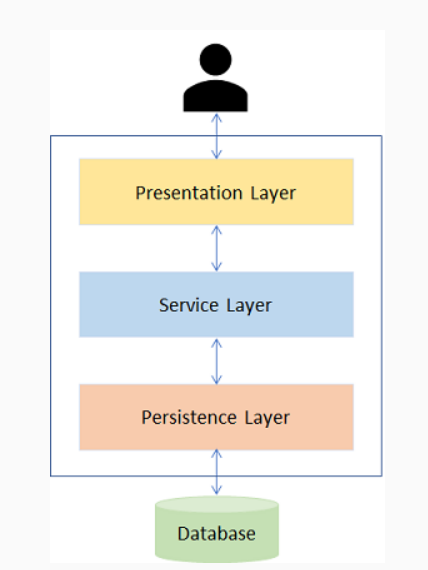 Presentation Layer
Service Layer
Persistence Layer
Database